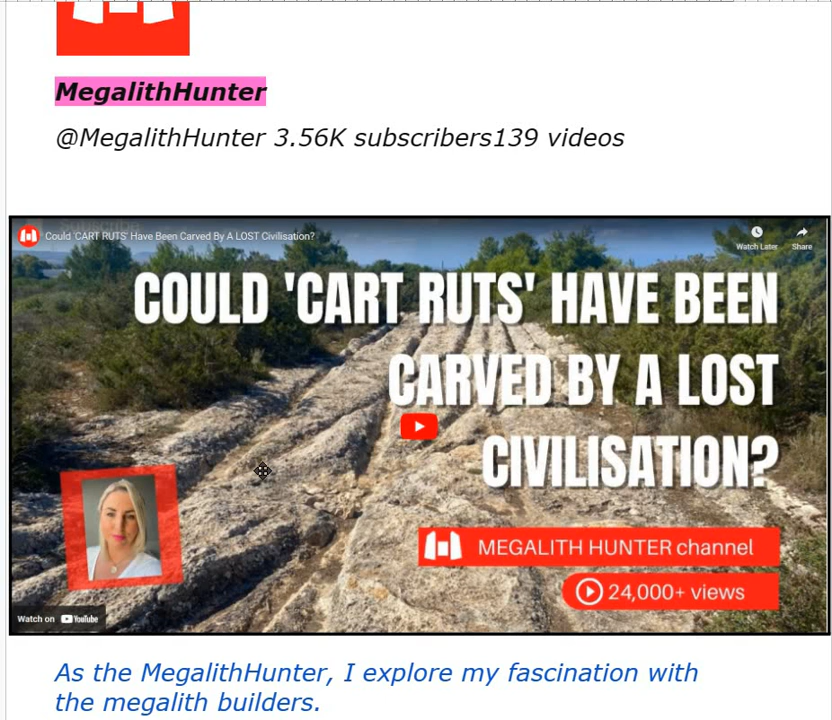 MegalithHunter
@MegalithHunter 3.56K subscribers139 videos
Could 'CART RUTS' Have Been Carved By A LOST Civilisation?
Watch Later
Share
COULD 'CART RUTS' HAVE BEEN
CARVED BY A LOST
CIVILISATION?
MEGALITH HUNTER channel
24,000+ views
Watch on YouTube
As the MegalithHunter, I explore my fascination with
the megalith builders.